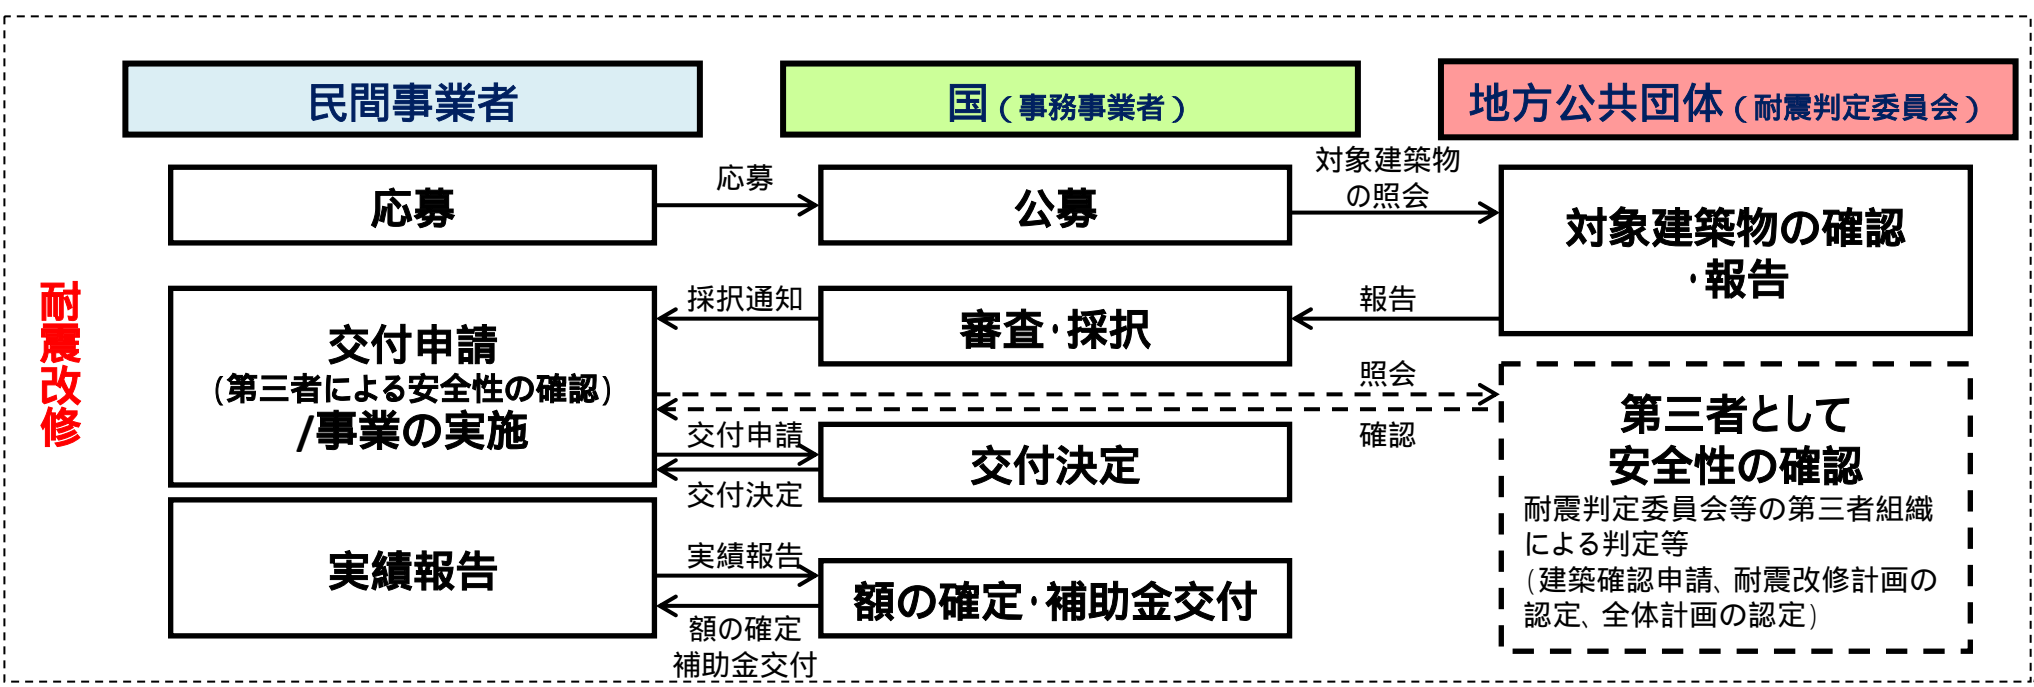 民間事業者
国(事務事業者)
地方公共団体(耐震判定委員会)
耐震改修
応募
応募
公募
対象建築物
の照会
対象建築物の確認
・報告
交付申請
(第三者による安全性の確認)
/事業の実施
採択通知
審査・採択
報告
照会
確認
第三者として
安全性の確認
耐震判定委員会等の第三者組織
による判定等
(建築確認申請、耐震改修計画の
認定、全体計画の認定)
交付申請
交付決定
交付決定
実績報告
実績報告
額の確定・補助金交付
額の確定
補助金交付